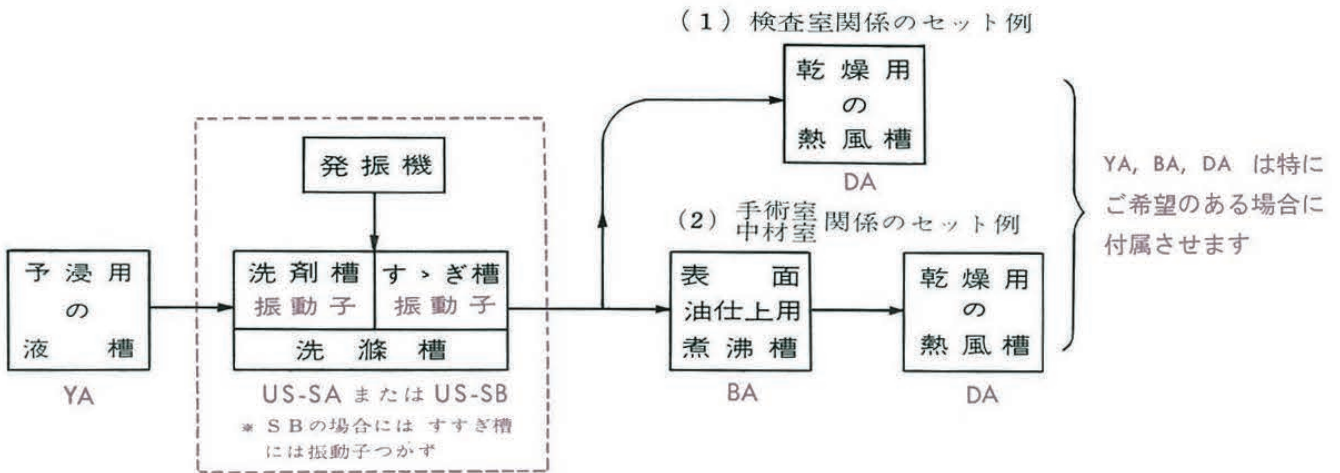 (1) 検査室関係のセット例
乾燥用
の
熱風槽
DA
YA, BA, DA は特に
ご希望のある場合に
付属させます
発振機
(2) 手術室
中材室 関係のセット例
予浸用
の
液槽
YA
洗剤槽
振動子
すゝぎ槽
振動子
洗滌槽
US-SA または US-SB
* SBの場合には すすぎ槽
には振動子つかず
表面
油仕上用
煮沸槽
BA
乾燥用
の
熱風槽
DA